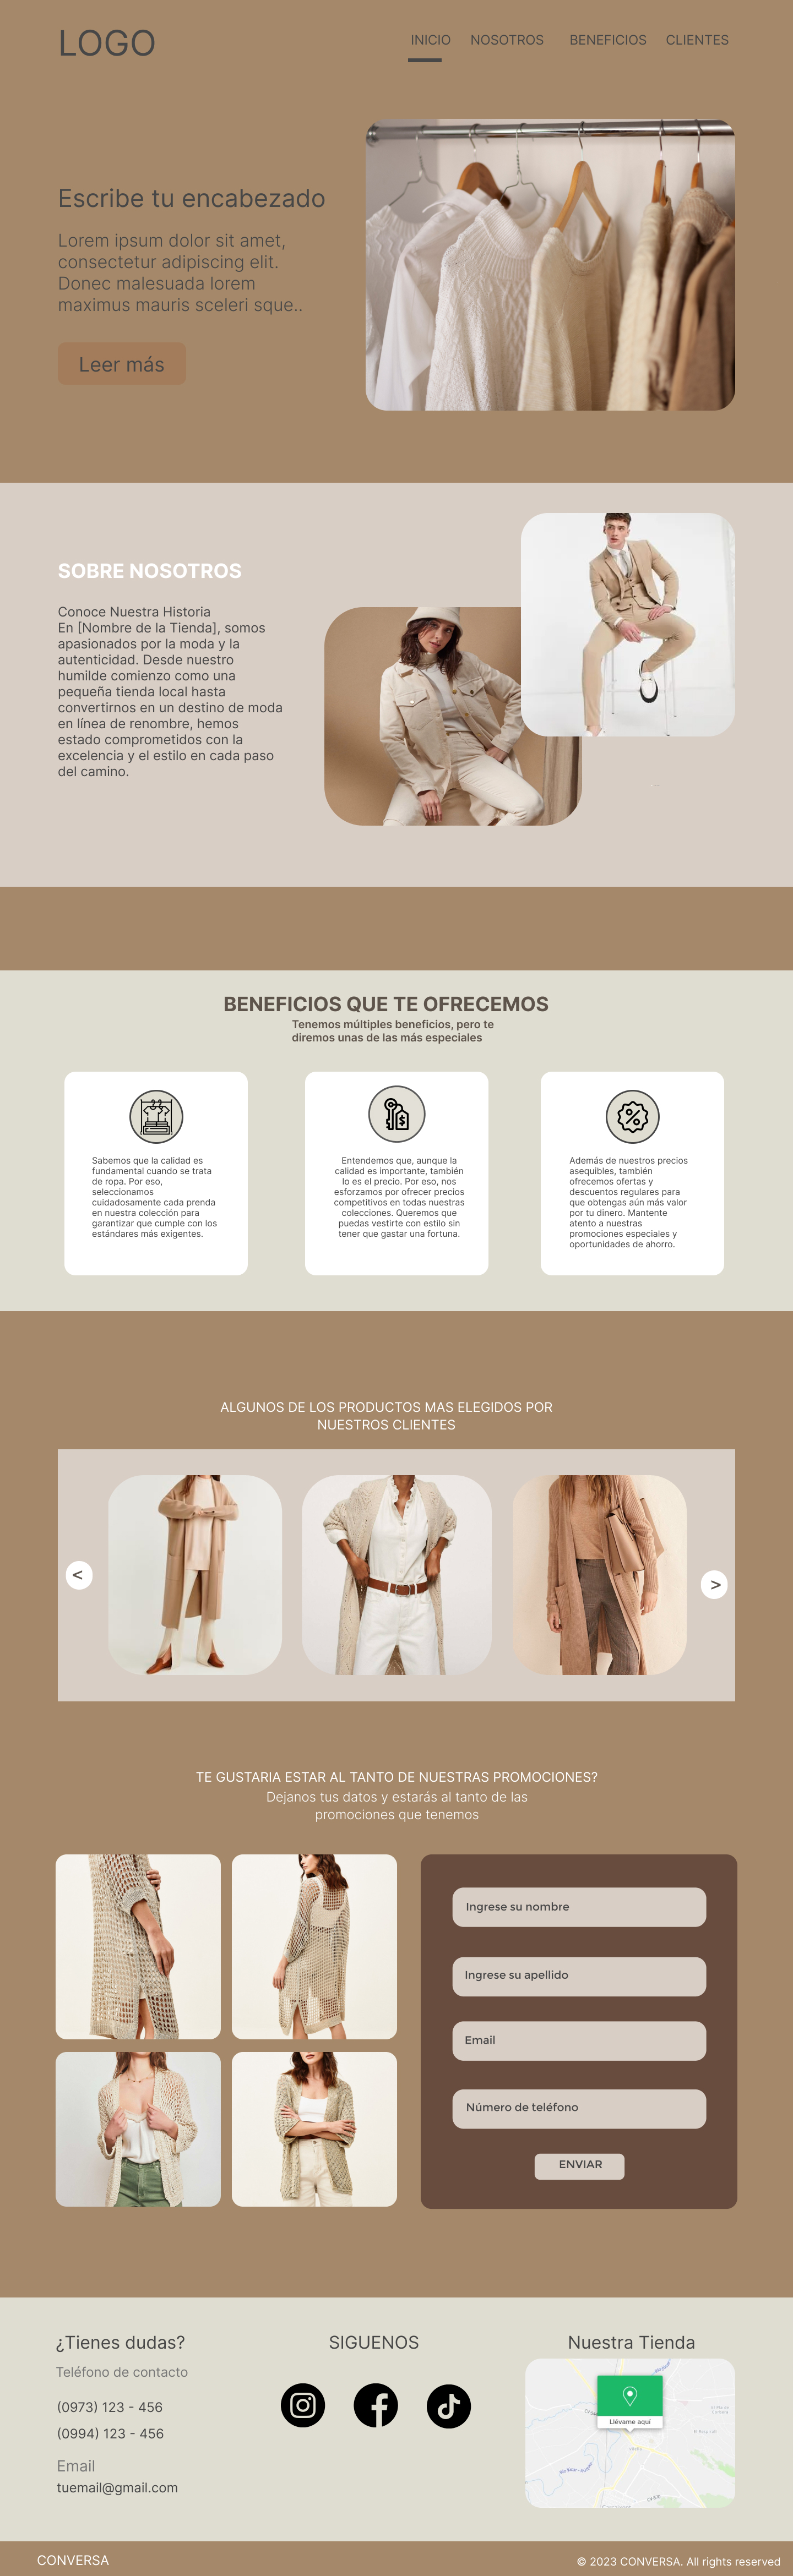 LOGO
INICIO NOSOTROS BENEFICIOS CLIENTES
Escribe tu encabezado
Lorem ipsum dolor sit amet,
consectetur adipiscing elit.
Donec malesuada lorem
maximus mauris sceleri sque..
Leer más
SOBRE NOSOTROS
Conoce Nuestra Historia
En [Nombre de la Tienda], somos
apasionados por la moda y la
autenticidad. Desde nuestro
humilde comienzo como una
pequeña tienda local hasta
convertirnos en un destino de moda
en línea de renombre, hemos
estado comprometidos con la
excelencia y el estilo en cada paso
del camino.
BENEFICIOS QUE TE OFRECEMOS
Tenemos múltiples beneficios, pero te
diremos unas de las más especiales
Sabemos que la calidad es
fundamental cuando se trata
de ropa. Por eso,
seleccionamos
cuidadosamente cada prenda
en nuestra colección para
garantizar que cumple con los
estándares más exigentes.
Entendemos que, aunque la
calidad es importante, también
lo es el precio. Por eso, nos
esforzamos por ofrecer precios
competitivos en todas nuestras
colecciones. Queremos que
puedas vestirte con estilo sin
tener que gastar una fortuna.
Además de nuestros precios
asequibles, también
ofrecemos ofertas y
descuentos regulares para
que obtengas aún más valor
por tu dinero. Mantente
atento a nuestras
promociones especiales y
oportunidades de ahorro.
ALGUNOS DE LOS PRODUCTOS MAS ELEGIDOS POR
NUESTROS CLIENTES
< >
TE GUSTARIA ESTAR AL TANTO DE NUESTRAS PROMOCIONES?
Dejanos tus datos y estarás al tanto de las
promociones que tenemos
Ingrese su nombre
Ingrese su apellido
Email
Número de teléfono
ENVIAR
¿Tienes dudas?
Teléfono de contacto
(0973) 123 - 456
(0994) 123 - 456
Email
tuemail@gmail.com
SIGUENOS
Nuestra Tienda
Llévame aquí
CONVERSA
© 2023 CONVERSA. All rights reserved